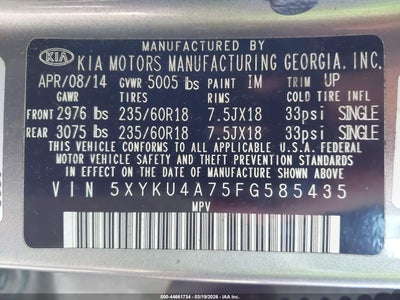 MANUFACTURED BY
KIA KIA MOTORS MANUFACTURING GEORGIA. INC.
APR/08/14 GVWR 5005 lbs PAINT IM TRIM UP
GAWR TIRES RIMS COLD TIRE INFLATION
FRONT 2976 lbs 235/60R18 7.5JX18 33psi SINGLE
REAR 3075 lbs 235/60R18 7.5JX18 33psi SINGLE
THIS VEHICLE CONFORMS TO ALL APPLICABLE U.S.A. FEDERAL
MOTOR VEHICLE SAFETY AND THEFT PREVENTION STANDARDS
IN EFFECT ON THE DATE OF MANUFACTURE SHOWN ABOVE.
VIN 5XYKU4A75FG585435
MPV
000-44661734 - 03/19/2026 - IAA Inc.